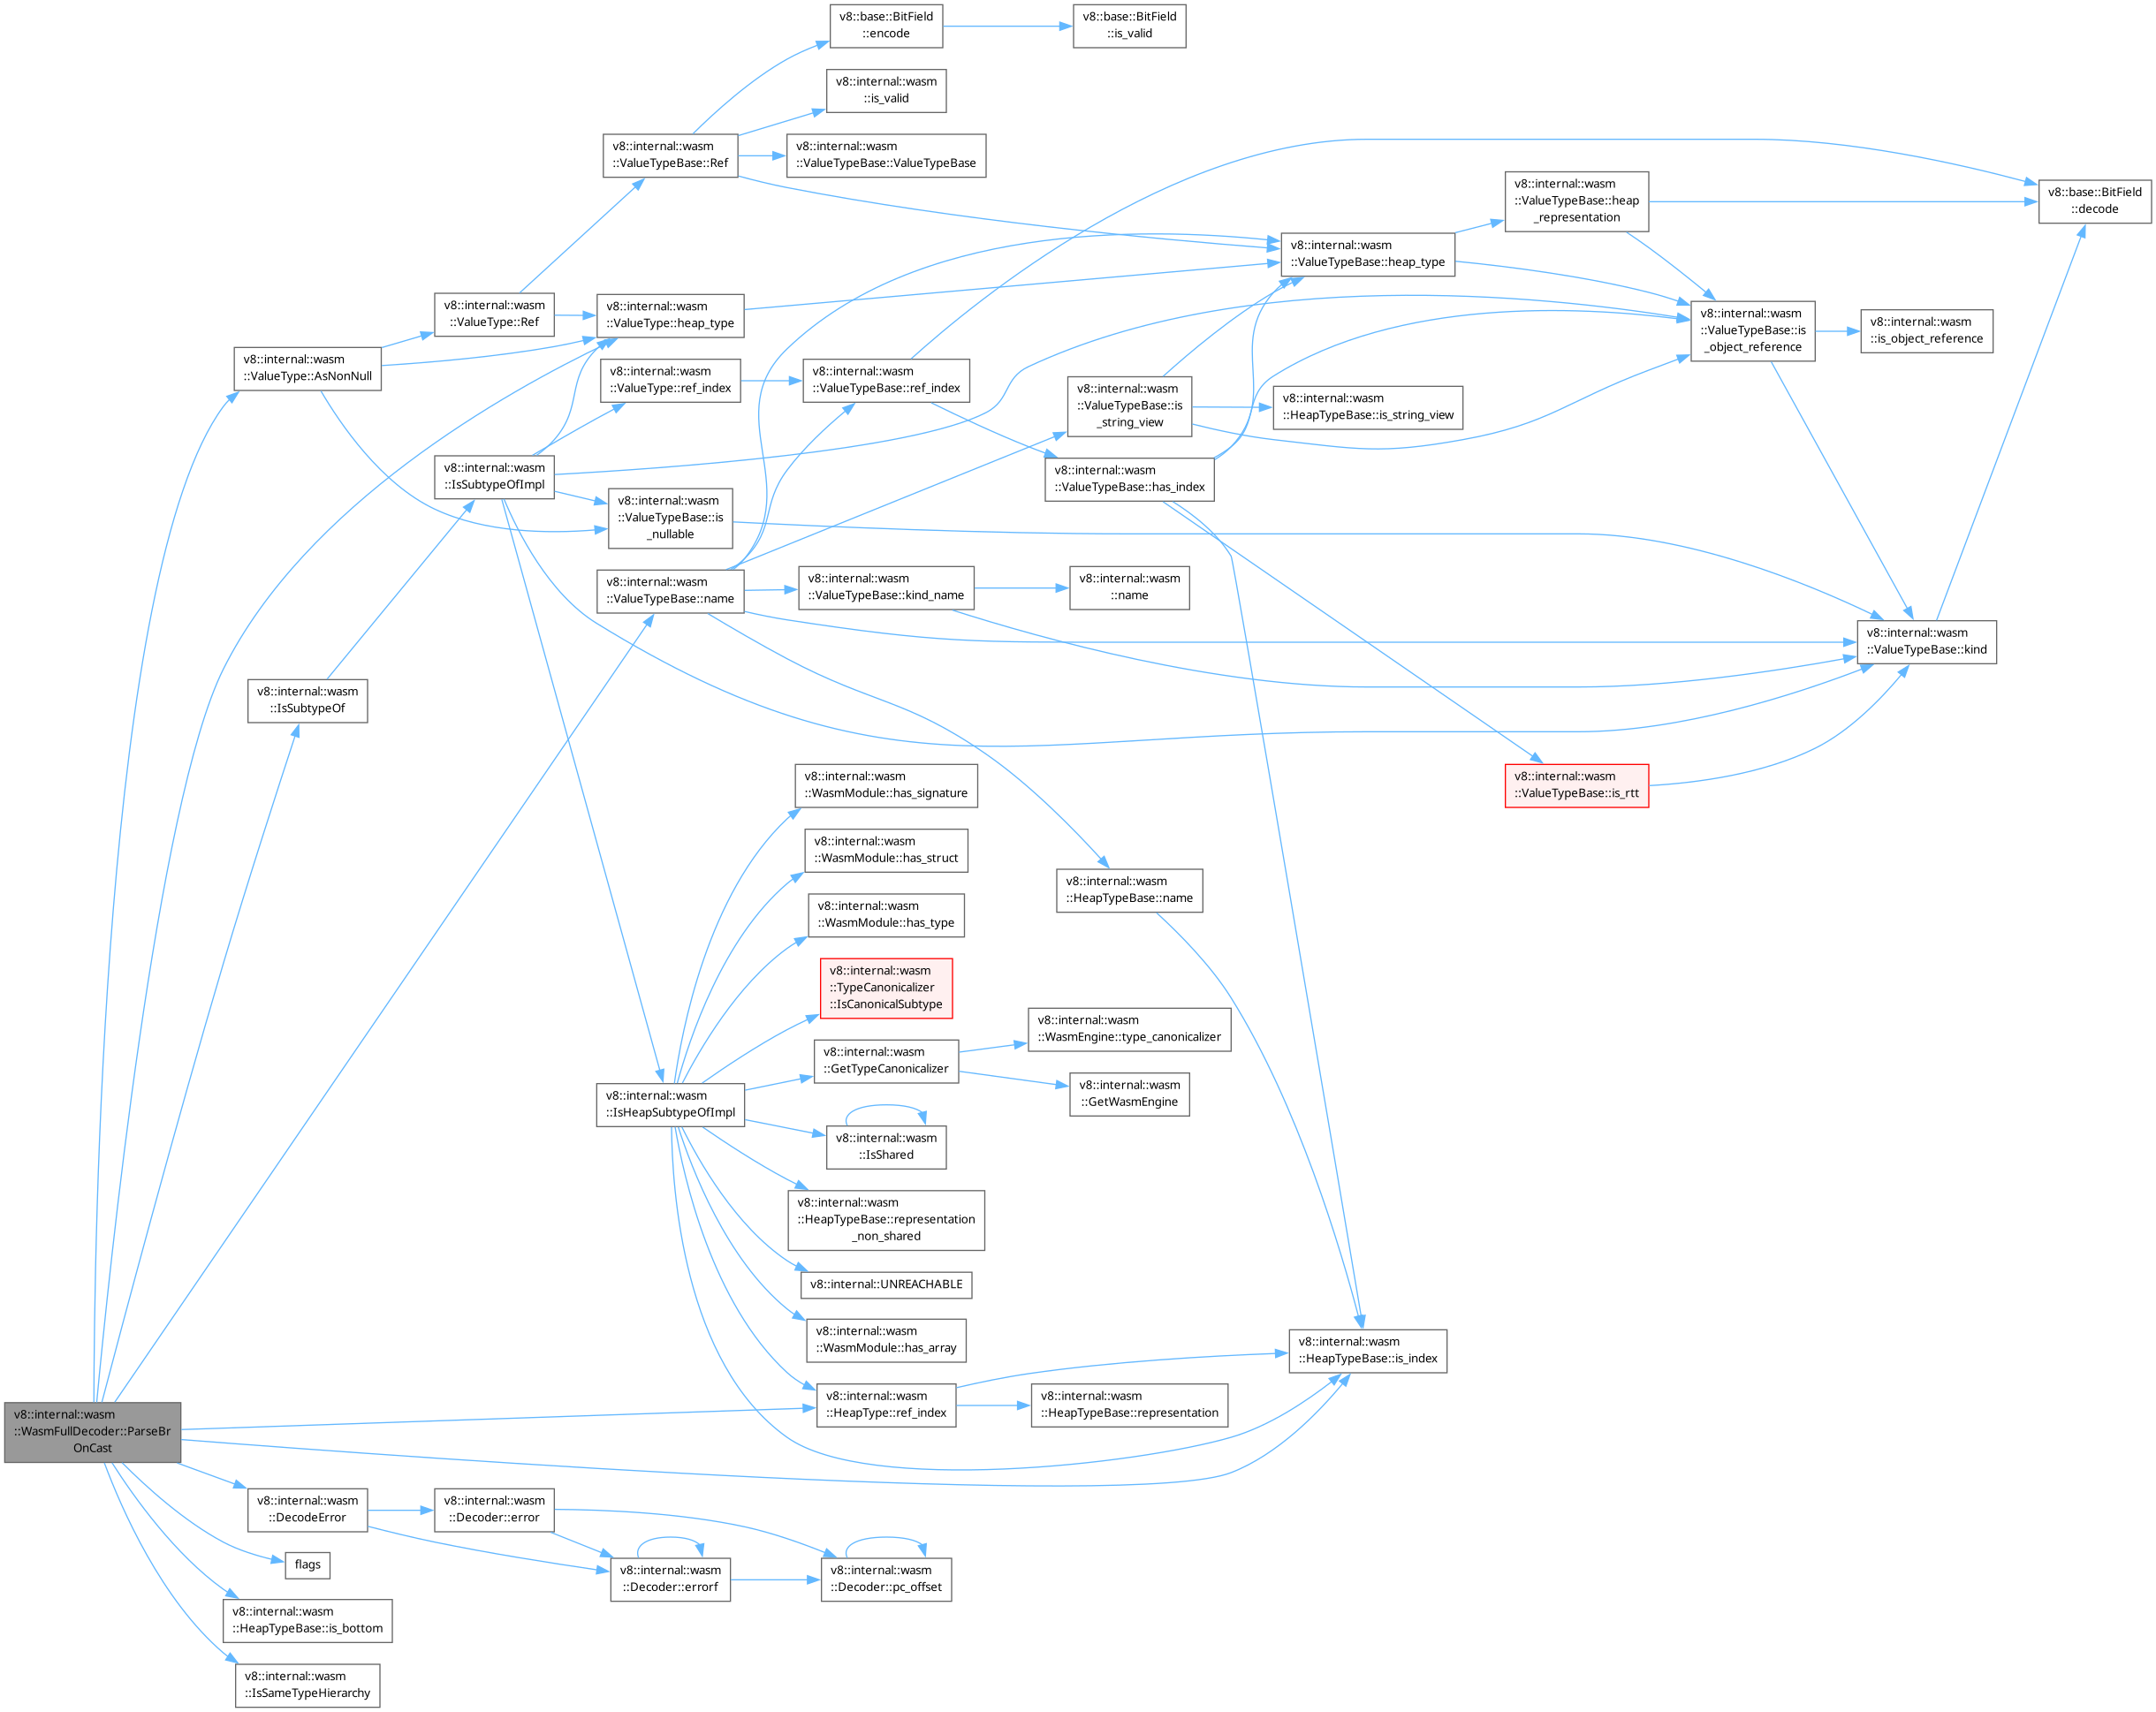 v8::base::BitField
::encode
v8::base::BitField
::is_valid
v8::internal::wasm
::is_valid
v8::internal::wasm
::ValueTypeBase::Ref
v8::internal::wasm
::ValueTypeBase::ValueTypeBase
v8::internal::wasm
::ValueTypeBase::heap
_representation
v8::base::BitField
::decode
v8::internal::wasm
::ValueTypeBase::heap_type
v8::internal::wasm
::ValueType::Ref
v8::internal::wasm
::ValueType::heap_type
v8::internal::wasm
::ValueTypeBase::is
_object_reference
v8::internal::wasm
::is_object_reference
v8::internal::wasm
::ValueType::AsNonNull
v8::internal::wasm
::ValueType::ref_index
v8::internal::wasm
::ValueTypeBase::ref_index
v8::internal::wasm
::ValueTypeBase::is
_string_view
v8::internal::wasm
::HeapTypeBase::is_string_view
v8::internal::wasm
::IsSubtypeOfImpl
v8::internal::wasm
::ValueTypeBase::has_index
v8::internal::wasm
::ValueTypeBase::is
_nullable
v8::internal::wasm
::ValueTypeBase::name
v8::internal::wasm
::ValueTypeBase::kind_name
v8::internal::wasm
::name
v8::internal::wasm
::ValueTypeBase::kind
v8::internal::wasm
::IsSubtypeOf
v8::internal::wasm
::ValueTypeBase::is_rtt
v8::internal::wasm
::WasmModule::has_signature
v8::internal::wasm
::WasmModule::has_struct
v8::internal::wasm
::HeapTypeBase::name
v8::internal::wasm
::WasmModule::has_type
v8::internal::wasm
::TypeCanonicalizer
::IsCanonicalSubtype
v8::internal::wasm
::WasmEngine::type_canonicalizer
v8::internal::wasm
::GetTypeCanonicalizer
v8::internal::wasm
::GetWasmEngine
v8::internal::wasm
::IsHeapSubtypeOfImpl
v8::internal::wasm
::IsShared
v8::internal::wasm
::HeapTypeBase::representation
_non_shared
v8::internal::UNREACHABLE
v8::internal::wasm
::WasmModule::has_array
v8::internal::wasm
::HeapTypeBase::is_index
v8::internal::wasm
::HeapType::ref_index
v8::internal::wasm
::HeapTypeBase::representation
v8::internal::wasm
::WasmFullDecoder::ParseBr
OnCast
v8::internal::wasm
::DecodeError
v8::internal::wasm
::Decoder::error
flags
v8::internal::wasm
::Decoder::errorf
v8::internal::wasm
::Decoder::pc_offset
v8::internal::wasm
::HeapTypeBase::is_bottom
v8::internal::wasm
::IsSameTypeHierarchy